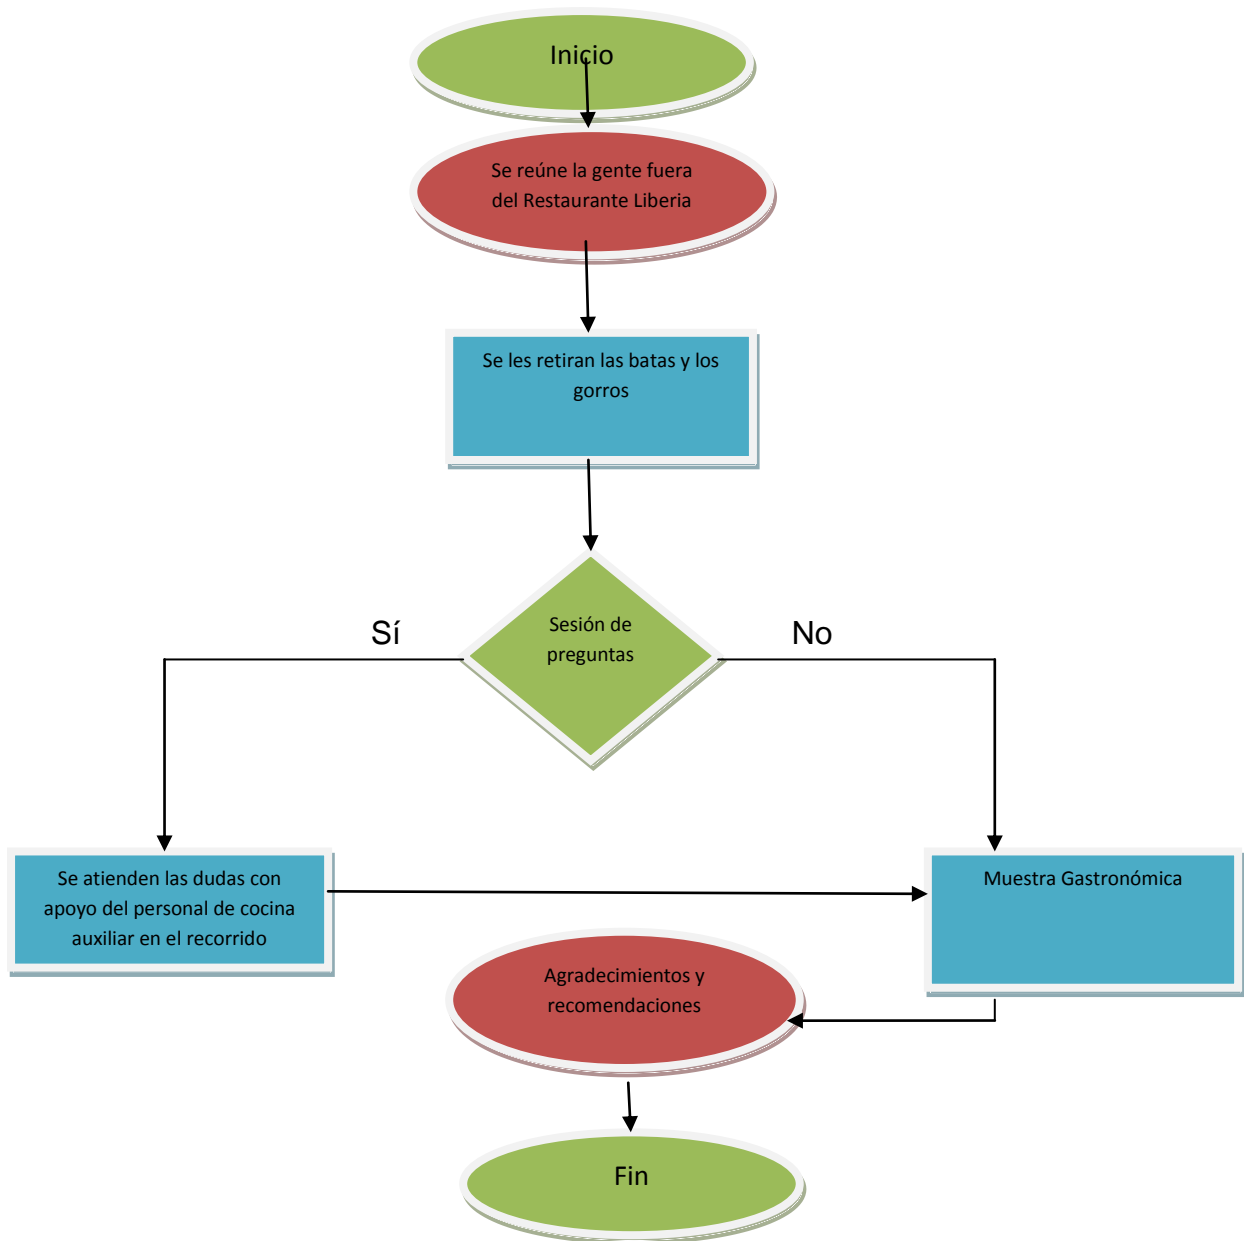 Inicio
Se reúne la gente fuera
del Restaurante Liberia
Se les retiran las batas y los
gorros
Sí
Sesión de
preguntas
No
Se atienden las dudas con
apoyo del personal de cocina
auxiliar en el recorrido
Muestra Gastronómica
Agradecimientos y
recomendaciones
Fin